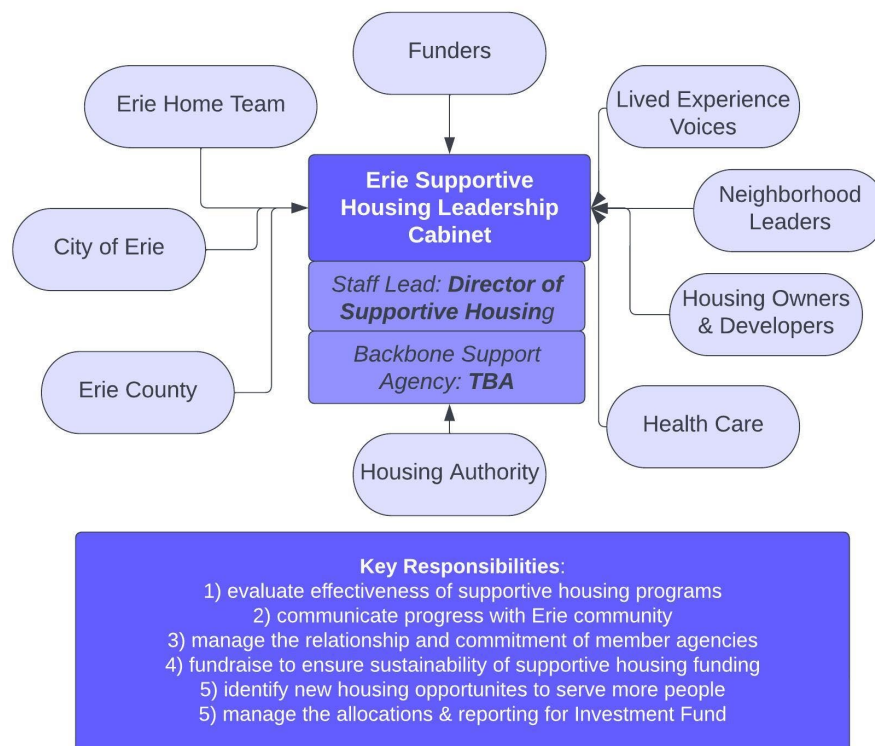 Funders
Erie Home Team
Lived Experience
Voices
Erie Supportive
Housing Leadership
Cabinet
Neighborhood
Leaders
City of Erie
Staff Lead: Director of
Supportive Housing
Housing Owners
& Developers
Backbone Support
Agency: TBA
Erie County
Health Care
Housing Authority
Key Responsibilities:
1) evaluate effectiveness of supportive housing programs
2) communicate progress with Erie community
3) manage the relationship and commitment of member agencies
4) fundraise to ensure sustainability of supportive housing funding
5) identify new housing opportunites to serve more people
5) manage the allocations & reporting for Investment Fund